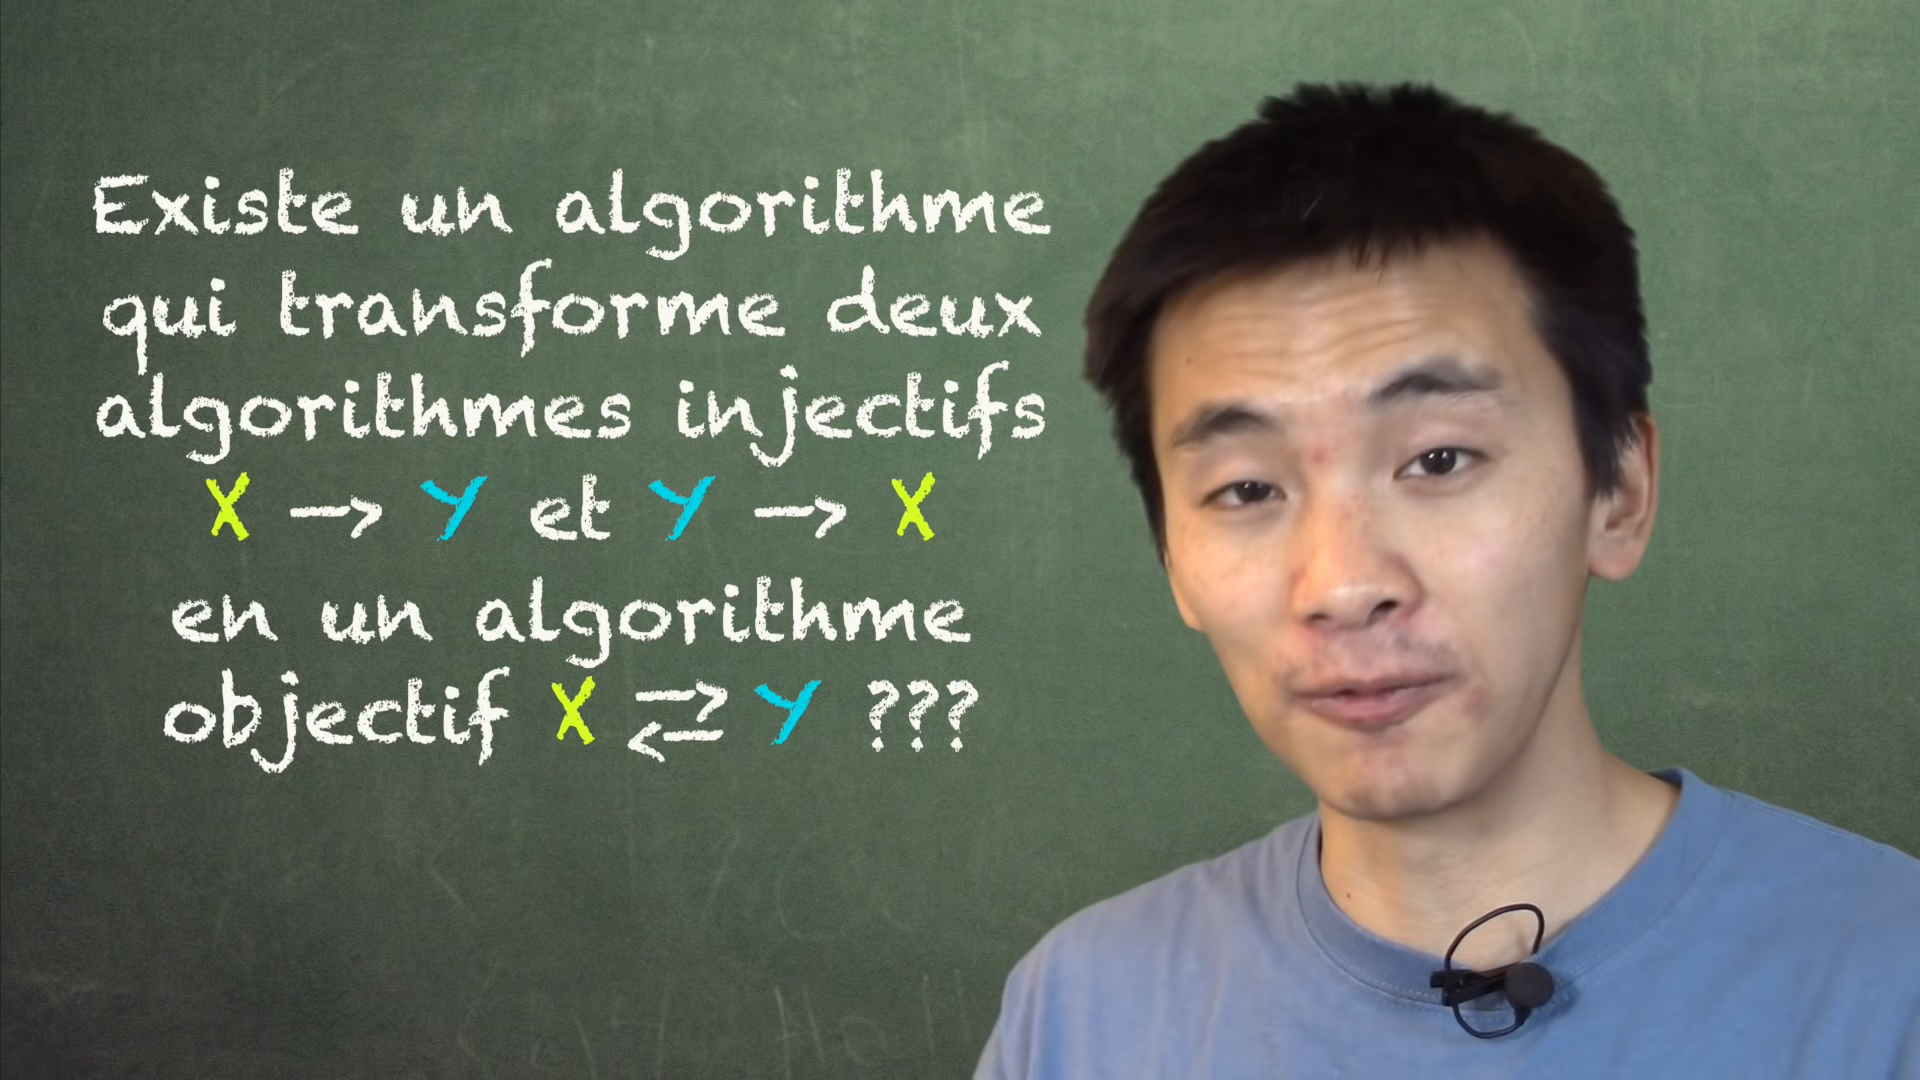 Existe un algorithme
qui transforme deux
algorithmes injectifs
X → Y et Y → X
en un algorithme
objectif X ⇄ Y ???